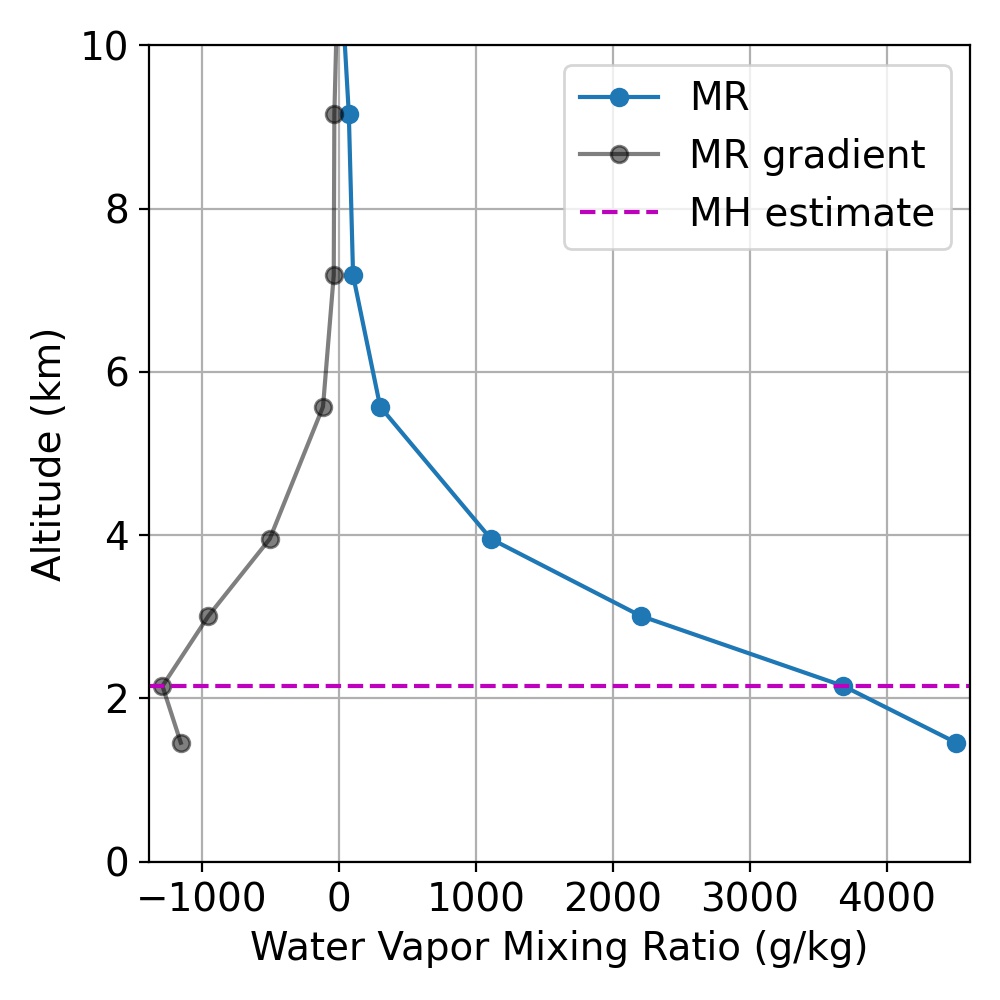 10
8
6
4
2
0
Altitude (km)
MR
MR gradient
MH estimate
−1000 0 1000 2000 3000 4000
Water Vapor Mixing Ratio (g/kg)